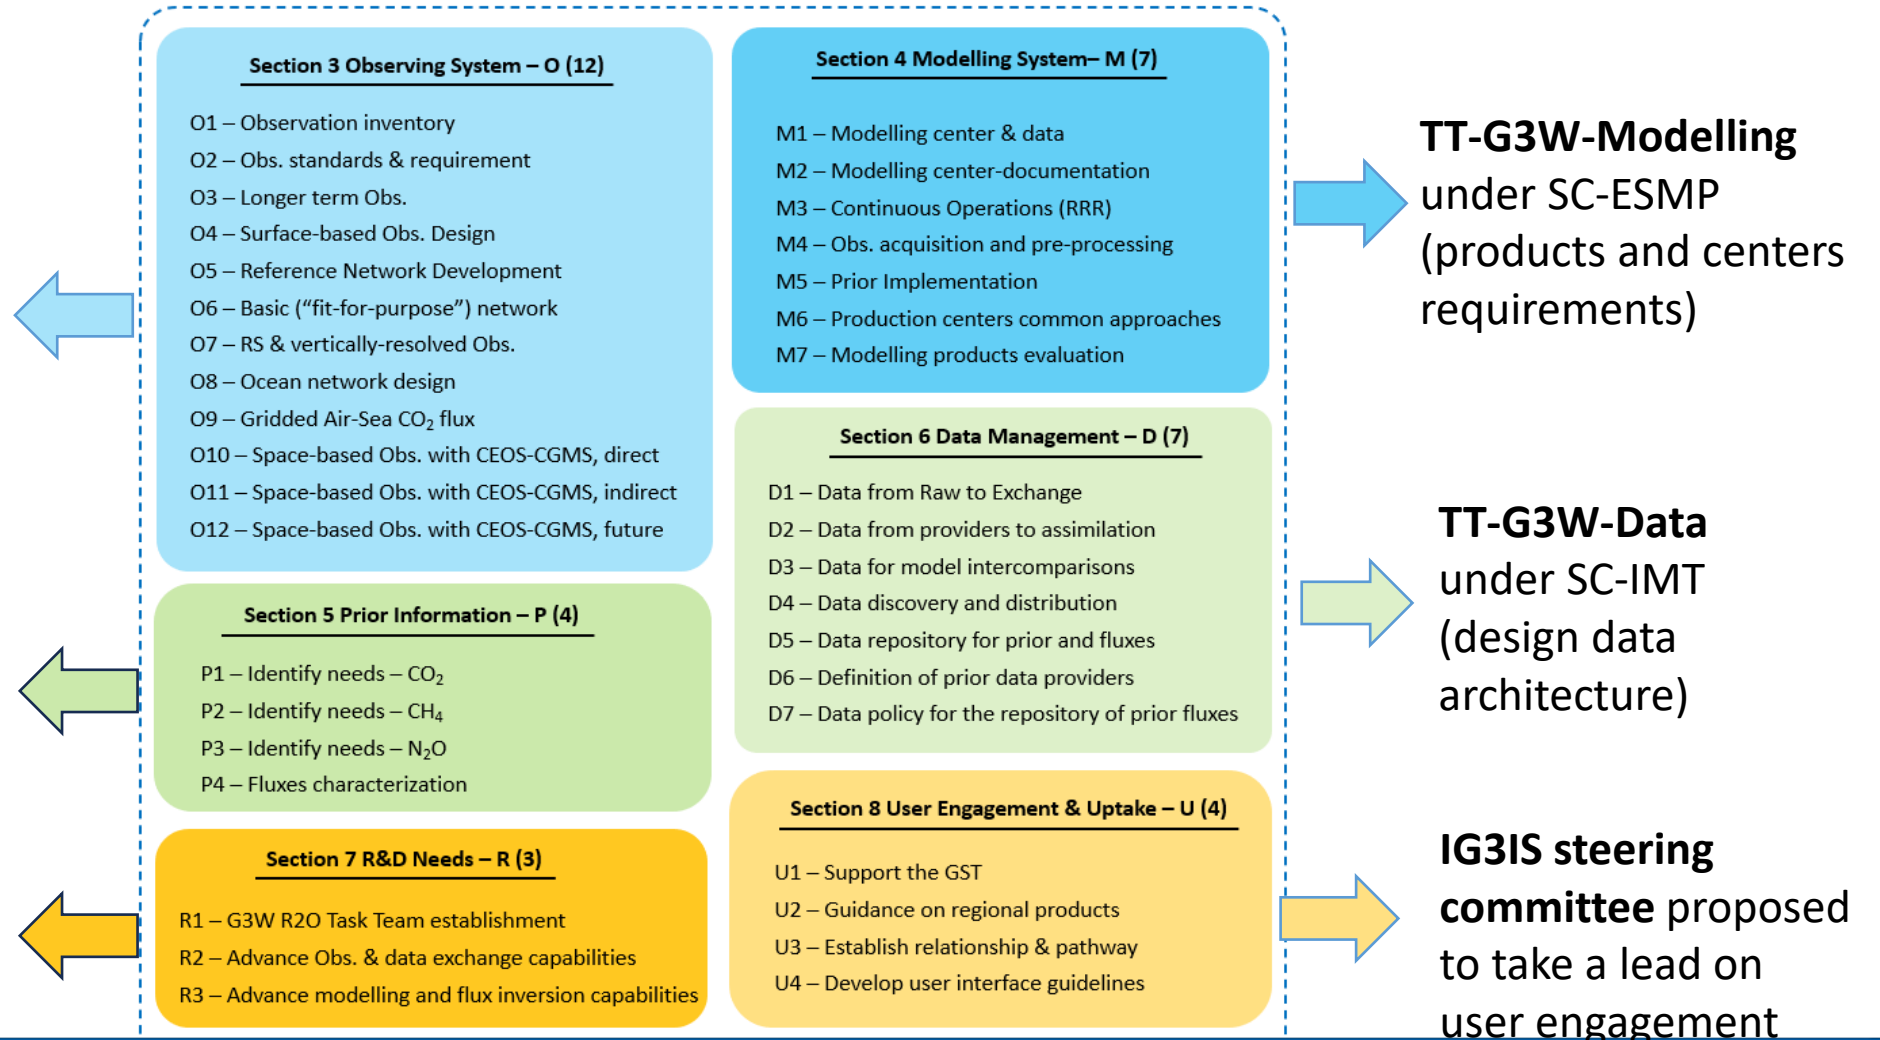 Section 3 Observing System – O (12)
O1 – Observation inventory
O2 – Obs. standards & requirement
O3 – Longer term Obs.
O4 – Surface-based Obs. Design
O5 – Reference Network Development
O6 – Basic (“fit-for-purpose”) network
O7 – RS & vertically-resolved Obs.
O8 – Ocean network design
O9 – Gridded Air-Sea CO₂ flux
O10 – Space-based Obs. with CEOS-CGMS, direct
O11 – Space-based Obs. with CEOS-CGMS, indirect
O12 – Space-based Obs. with CEOS-CGMS, future
Section 5 Prior Information – P (4)
P1 – Identify needs – CO₂
P2 – Identify needs – CH₄
P3 – Identify needs – N₂O
P4 – Fluxes characterization
Section 7 R&D Needs – R (3)
R1 – G3W R2O Task Team establishment
R2 – Advance Obs. & data exchange capabilities
R3 – Advance modelling and flux inversion capabilities
Section 4 Modelling System– M (7)
M1 – Modelling center & data
M2 – Modelling center-documentation
M3 – Continuous Operations (RRR)
M4 – Obs. acquisition and pre-processing
M5 – Prior Implementation
M6 – Production centers common approaches
M7 – Modelling products evaluation
Section 6 Data Management – D (7)
D1 – Data from Raw to Exchange
D2 – Data from providers to assimilation
D3 – Data for model intercomparisons
D4 – Data discovery and distribution
D5 – Data repository for prior and fluxes
D6 – Definition of prior data providers
D7 – Data policy for the repository of prior fluxes
Section 8 User Engagement & Uptake – U (4)
U1 – Support the GST
U2 – Guidance on regional products
U3 – Establish relationship & pathway
U4 – Develop user interface guidelines
TT-G3W-Modelling
under SC-ESMP
(products and centers
requirements)
TT-G3W-Data
under SC-IMT
(design data
architecture)
IG3IS steering
committee proposed
to take a lead on
user engagement